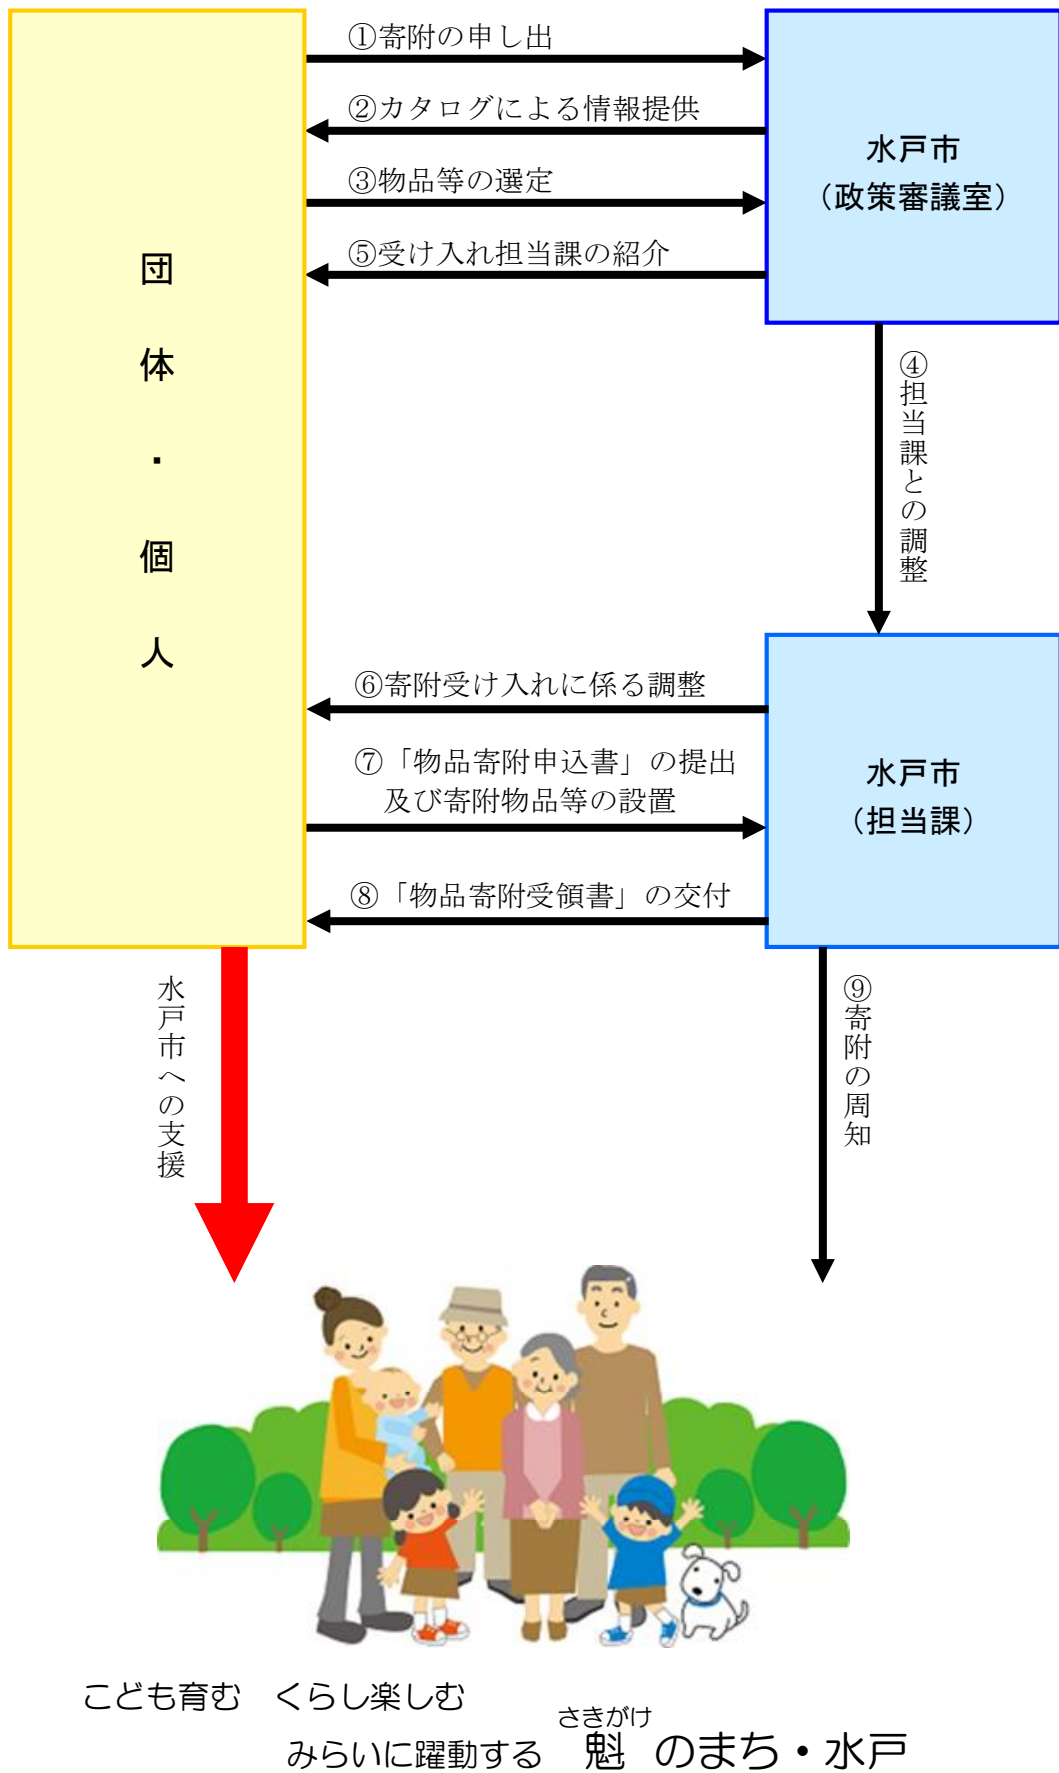 団体・個人
①寄附の申し出
②カタログによる情報提供
③物品等の選定
⑤受け入れ担当課の紹介
水戸市
（政策審議室）
④担当課との調整
⑥寄附受け入れに係る調整
⑦「物品寄附申込書」の提出
及び寄附物品等の設置
⑧「物品寄附受領書」の交付
水戸市
（担当課）
水戸市への支援
⑨寄附の周知
こども育む　くらし楽しむ
さきがけ
みらいに躍動する　魁のまち・水戸